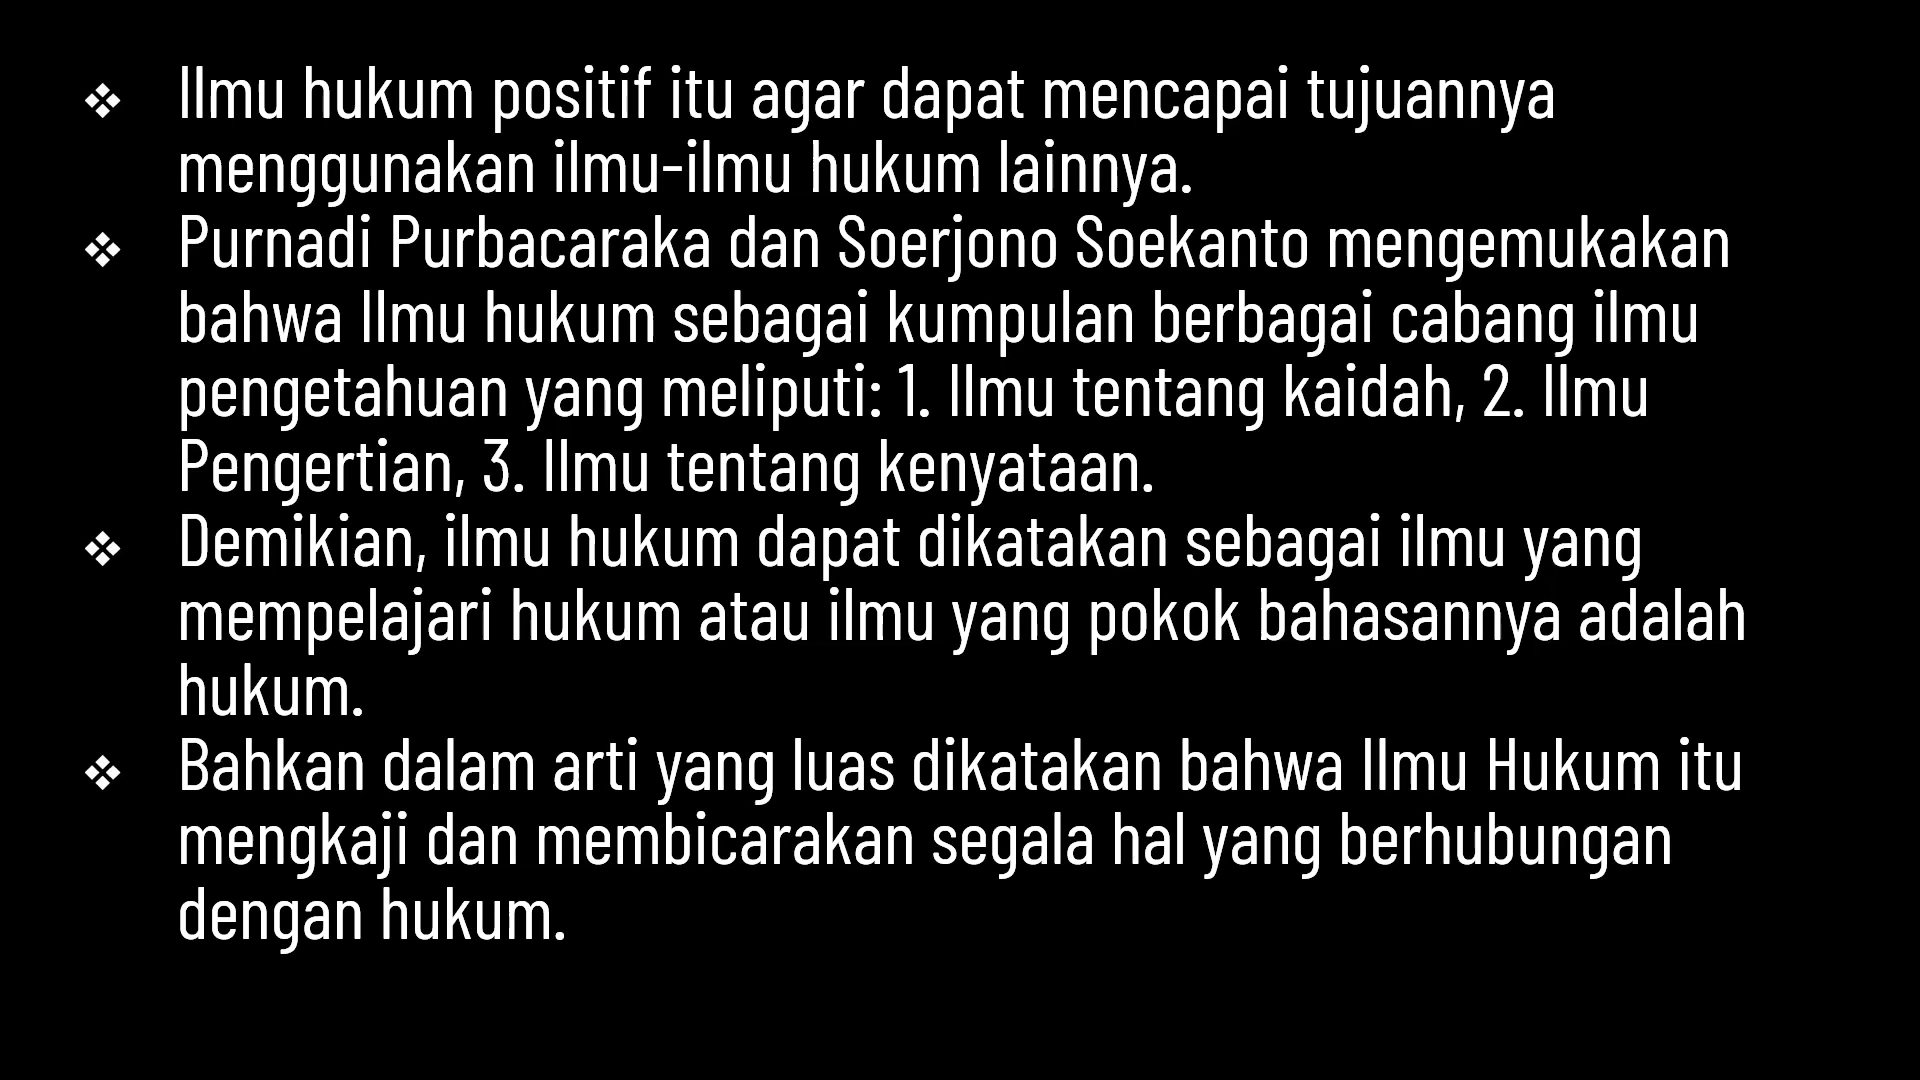 ❖ Ilmu hukum positif itu agar dapat mencapai tujuannya
menggunakan ilmu-ilmu hukum lainnya.
❖ Purnadi Purbacaraka dan Soerjono Soekanto mengemukakan
bahwa Ilmu hukum sebagai kumpulan berbagai cabang ilmu
pengetahuan yang meliputi: 1. Ilmu tentang kaidah, 2. Ilmu
Pengertian, 3. Ilmu tentang kenyataan.
❖ Demikian, ilmu hukum dapat dikatakan sebagai ilmu yang
mempelajari hukum atau ilmu yang pokok bahasannya adalah
hukum.
❖ Bahkan dalam arti yang luas dikatakan bahwa Ilmu Hukum itu
mengkaji dan membicarakan segala hal yang berhubungan
dengan hukum.